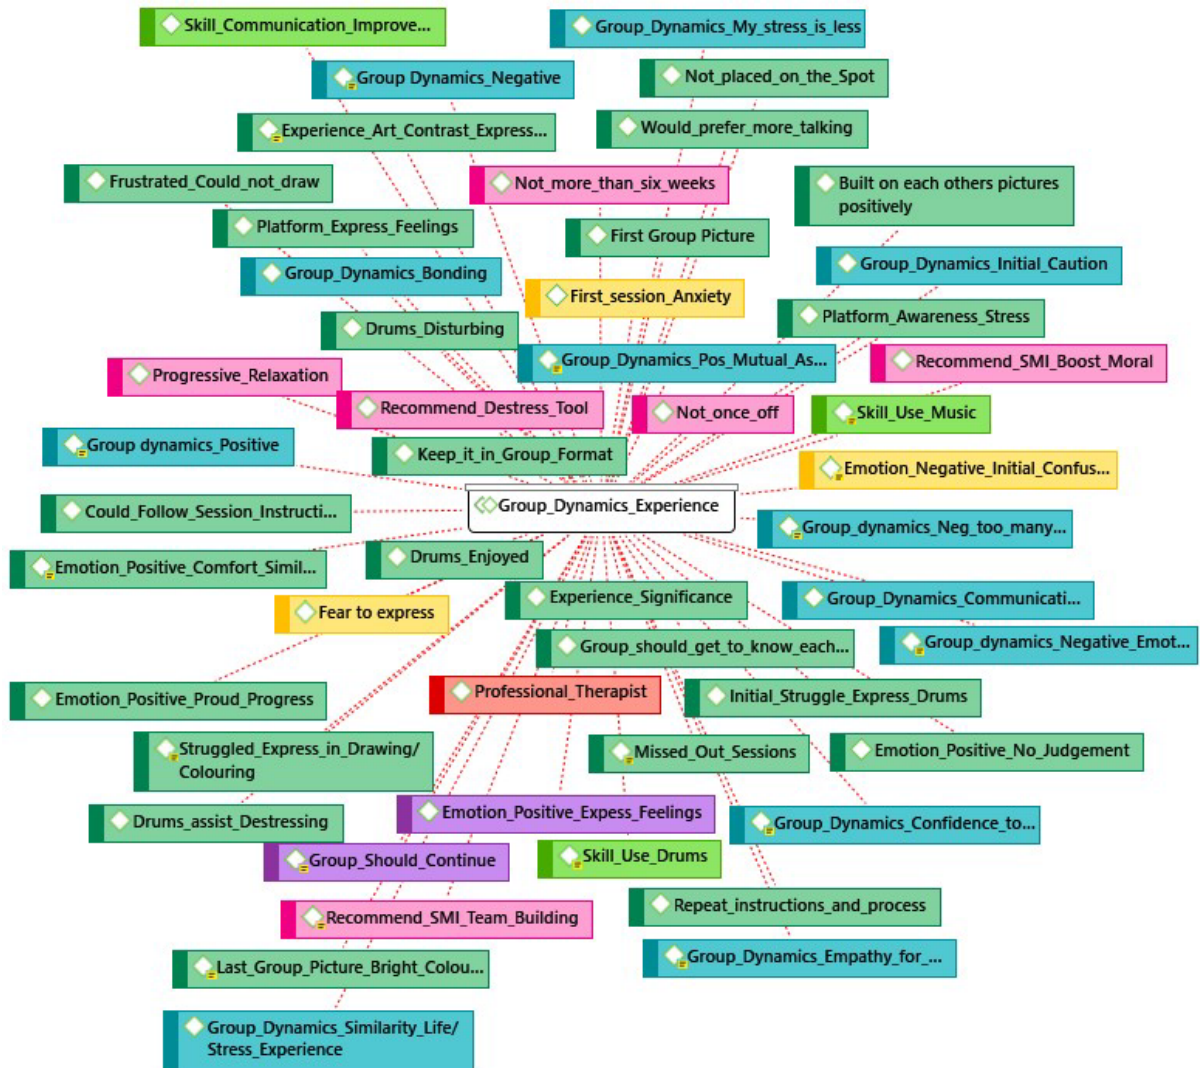 Skill_Communication_Improve...
Group_Dynamics_My_stress_is_less
Group Dynamics_Negative
Not_placed_on_the_Spot
Experience_Art_Contrast_Express...
Would_prefer_more_talking
Frustrated_Could_not_draw
Not_more_than_six_weeks
Built on each others pictures
positively
Platform_Express_Feelings
First Group Picture
Group_Dynamics_Bonding
Group_Dynamics_Initial_Caution
First_session_Anxiety
Drums_Disturbing
Platform_Awareness_Stress
Group_Dynamics_Pos_Mutual_As...
Recommend_SMI_Boost_Moral
Progressive_Relaxation
Recommend_Destress_Tool
Not_once_off
Skill_Use_Music
Group dynamics_Positive
Keep_it_in_Group_Format
Emotion_Negative_Initial_Confus...
Group_Dynamics_Experience
Could_Follow_Session_Instructi...
Group_dynamics_Neg_too_many...
Emotion_Positive_Comfort_Simil...
Drums_Enjoyed
Fear to express
Experience_Significance
Group_Dynamics_Communicati...
Group_should_get_to_know_each...
Group_dynamics_Negative_Emot...
Emotion_Positive_Proud_Progress
Professional_Therapist
Initial_Struggle_Express_Drums
Struggled_Express_in_Drawing/
Colouring
Missed_Out_Sessions
Emotion_Positive_No_Judgement
Drums_assist_Destressing
Emotion_Positive_Expess_Feelings
Group_Dynamics_Confidence_to...
Group_Should_Continue
Skill_Use_Drums
Recommend_SMI_Team_Building
Repeat_instructions_and_process
Last_Group_Picture_Bright_Colou...
Group_Dynamics_Empathy_for_...
Group_Dynamics_Similarity_Life/
Stress_Experience